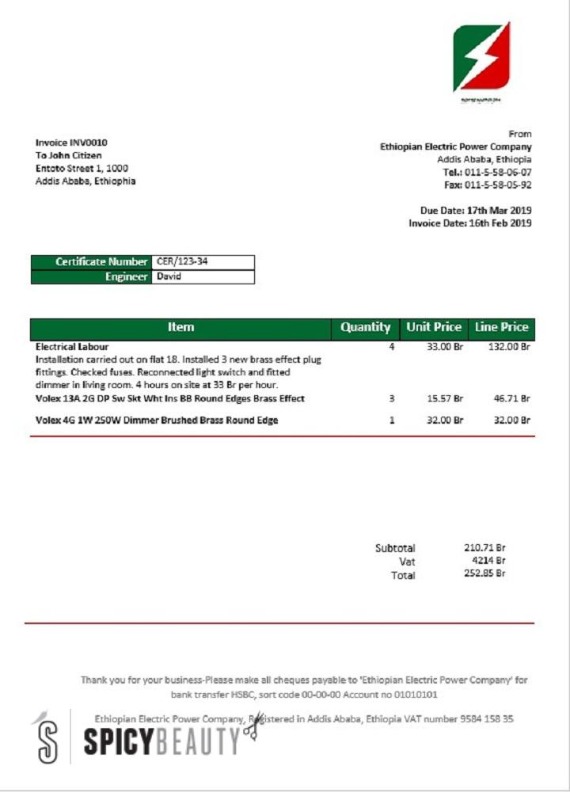 From
Ethiopian Electric Power Company
Addis Ababa, Ethiopia
Tel.: 011-5-58-06-07
Fax: 011-5-58-05-92
Invoice INV0010
To John Citizen
Entoto Street 1, 1000
Addis Ababa, Ethiophia
Due Date: 17th Mar 2019
Invoice Date: 16th Feb 2019
Certificate Number CER/123-34
Engineer David
Item Quantity Unit Price Line Price
Electrical Labour 4 33.00 Br 132.00 Br
Installation carried out on flat 18. Installed 3 new brass effect plug
fittings. Checked fuses. Reconnected light switch and fitted
dimmer in living room. 4 hours on site at 33 Br per hour.
Volex 13A 2G DP Sw Skt Wht Ins BB Round Edges Brass Effect 3 15.57 Br 46.71 Br
Volex 4G 1W 250W Dimmer Brushed Brass Round Edge 1 32.00 Br 32.00 Br
Subtotal 210.71 Br
Vat 4214 Br
Total 252.85 Br
Thank you for your business-Please make all cheques payable to 'Ethiopian Electric Power Company' for
bank transfer HSBC, sort code 00-00-00 Account no 01010101
Ethiopian Electric Power Company, Registered in Addis Ababa, Ethiopia VAT number 9584 158 35
SPICYBEAUTY